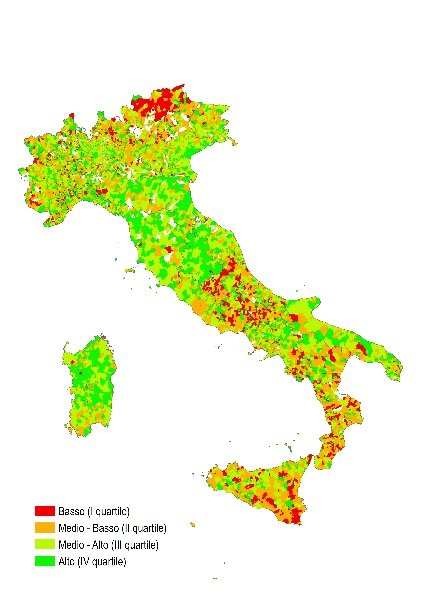 Basso (I quartile)
Medio - Basso (II quartile)
Medio - Alto (III quartile)
Alto (IV quartile)